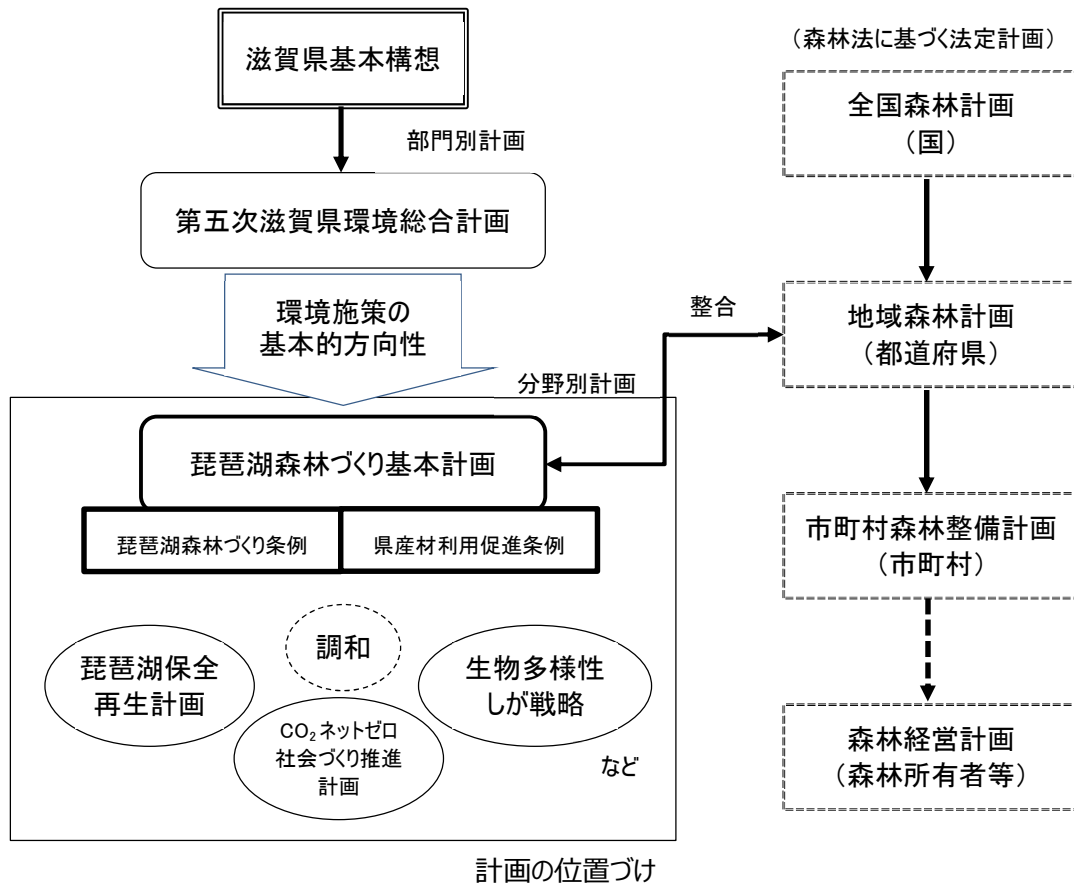 滋賀県基本構想
部門別計画
第五次滋賀県環境総合計画
環境施策の
基本的方向性
分野別計画
琵琶湖森林づくり基本計画
琵琶湖森林づくり条例
県産材利用促進条例
調和
琵琶湖保全
再生計画
生物多様性
しが戦略
CO₂ネットゼロ
社会づくり推進
計画
など
整合
（森林法に基づく法定計画）
全国森林計画
（国）
地域森林計画
（都道府県）
市町村森林整備計画
（市町村）
森林経営計画
（森林所有者等）
計画の位置づけ